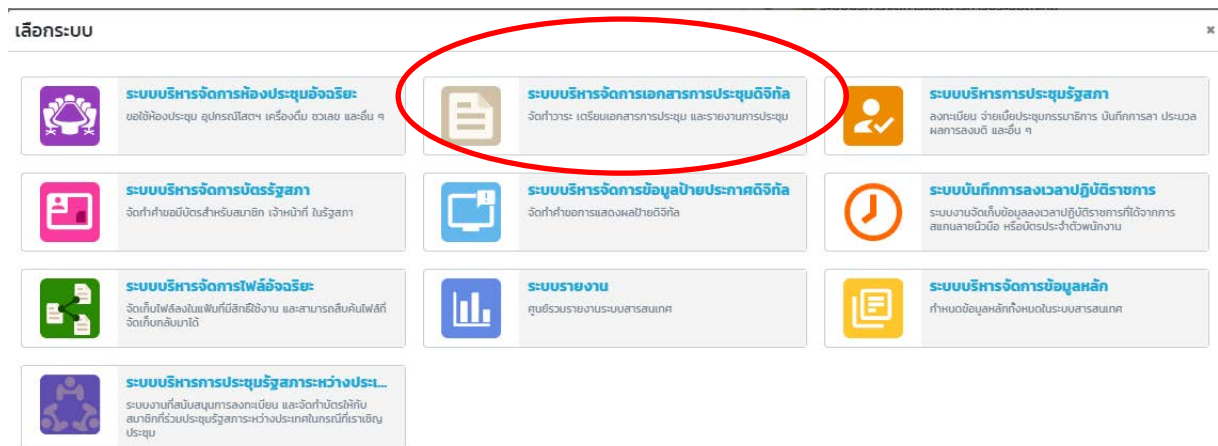 เลือกระบบ
ระบบบริหารจัดการห้องประชุมอัจฉริยะ
ขอใช้ห้องประชุม อุปกรณ์โสตฯ เครื่องดื่ม ชวเลข และอื่น ๆ
ระบบบริหารจัดการเอกสารการประชุมดิจิทัล
จัดทำวาระ เตรียมเอกสารการประชุม และรายงานการประชุม
ระบบบริหารการประชุมรัฐสภา
ลงทะเบียน จ่ายเบี้ยประชุมกรรมาธิการ บันทึกการลา ประมวล
ผลการลงมติ และอื่น ๆ
ระบบบริหารจัดการบัตรรัฐสภา
จัดทำคำขอมีบัตรสำหรับสมาชิก เจ้าหน้าที่ ในรัฐสภา
ระบบบริหารจัดการข้อมูลป้ายประกาศดิจิทัล
จัดทำคำขอการแสดงผลป้ายดิจิทัล
ระบบบันทึกการลงเวลาปฏิบัติราชการ
ระบบงานจัดเก็บข้อมูลลงเวลาปฏิบัติราชการที่ได้จากการ
สแกนลายนิ้วมือ หรือบัตรประจำตัวพนักงาน
ระบบบริหารจัดการไฟล์อัจฉริยะ
จัดเก็บไฟล์ลงในแฟ้มที่มีสิทธิ์ใช้งาน และสามารถสืบค้นไฟล์ที่
จัดเก็บกลับมาได้
ระบบรายงาน
ศูนย์รวมรายงานระบบสารสนเทศ
ระบบบริหารจัดการข้อมูลหลัก
กำหนดข้อมูลหลักทั้งหมดในระบบสารสนเทศ
ระบบบริหารการประชุมรัฐสภาระหว่างประเ...
ระบบงานที่สนับสนุนการลงทะเบียน และจัดทำบัตรให้กับ
สมาชิกที่ร่วมประชุมรัฐสภาระหว่างประเทศในกรณีที่เราเชิญ
ประชุม